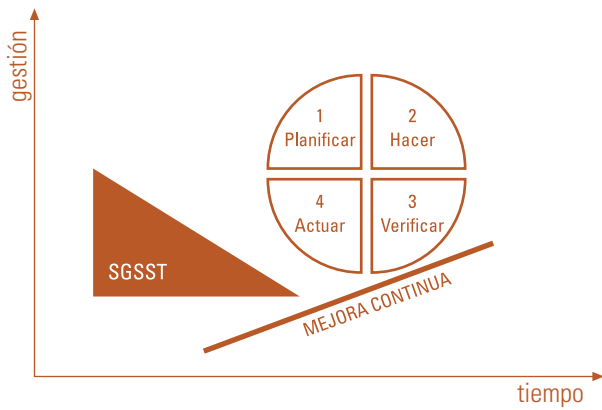 gestión
1
Planificar
2
Hacer
4
Actuar
3
Verificar
SGSST
MEJORA CONTINUA
tiempo